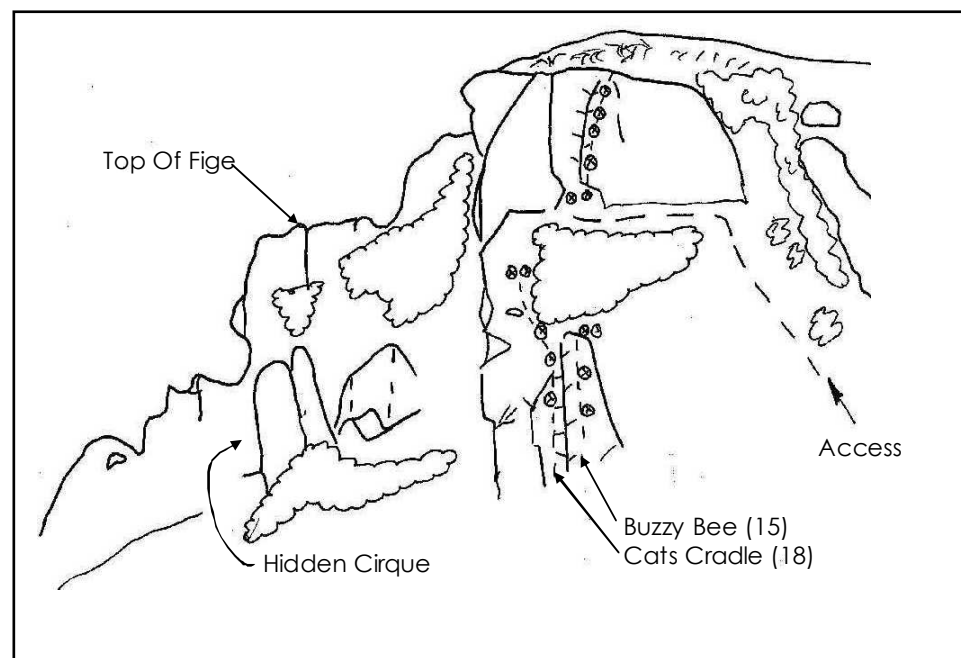 Top Of Fige
Access
Buzzy Bee (15)
Cats Cradle (18)
Hidden Cirque